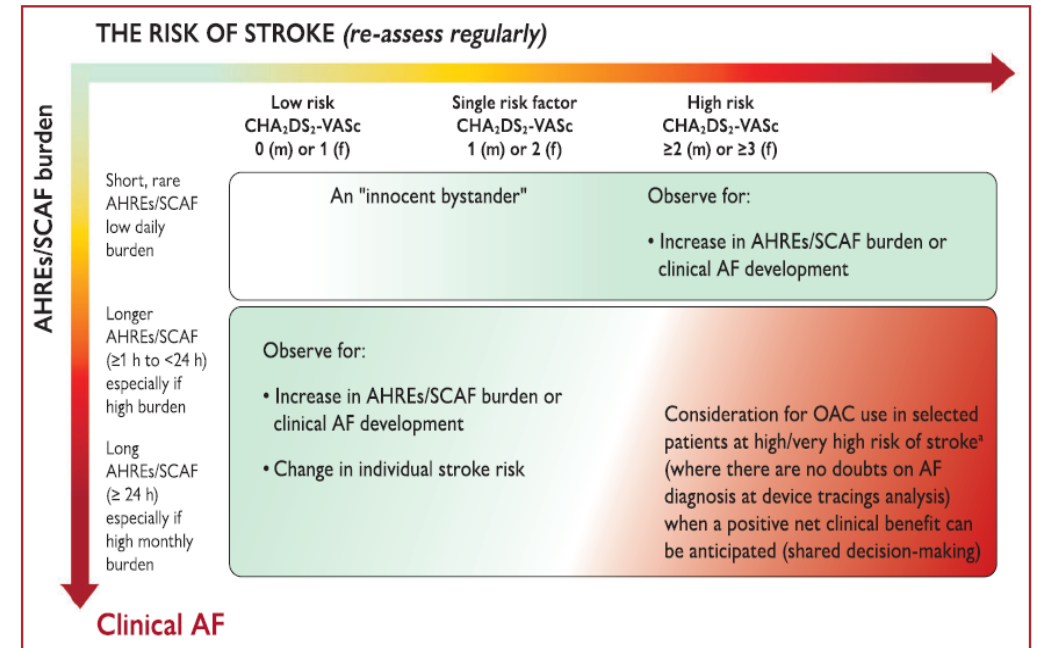 THE RISK OF STROKE (re-assess regularly)
AHREs/SCAF burden
Low risk
CHA₂DS₂-VASc
0 (m) or 1 (f)
Single risk factor
CHA₂DS₂-VASc
1 (m) or 2 (f)
High risk
CHA₂DS₂-VASc
≥2 (m) or ≥3 (f)
Short, rare
AHREs/SCAF
low daily
burden
An "innocent bystander"
Observe for:
• Increase in AHREs/SCAF burden or
clinical AF development
Longer
AHREs/SCAF
(≥1 h to <24 h)
especially if
high burden
Long
AHREs/SCAF
(≥ 24 h)
especially if
high monthly
burden
Observe for:
• Increase in AHREs/SCAF burden or
clinical AF development
• Change in individual stroke risk
Consideration for OAC use in selected
patients at high/very high risk of strokeᵃ
(where there are no doubts on AF
diagnosis at device tracings analysis)
when a positive net clinical benefit can
be anticipated (shared decision-making)
Clinical AF